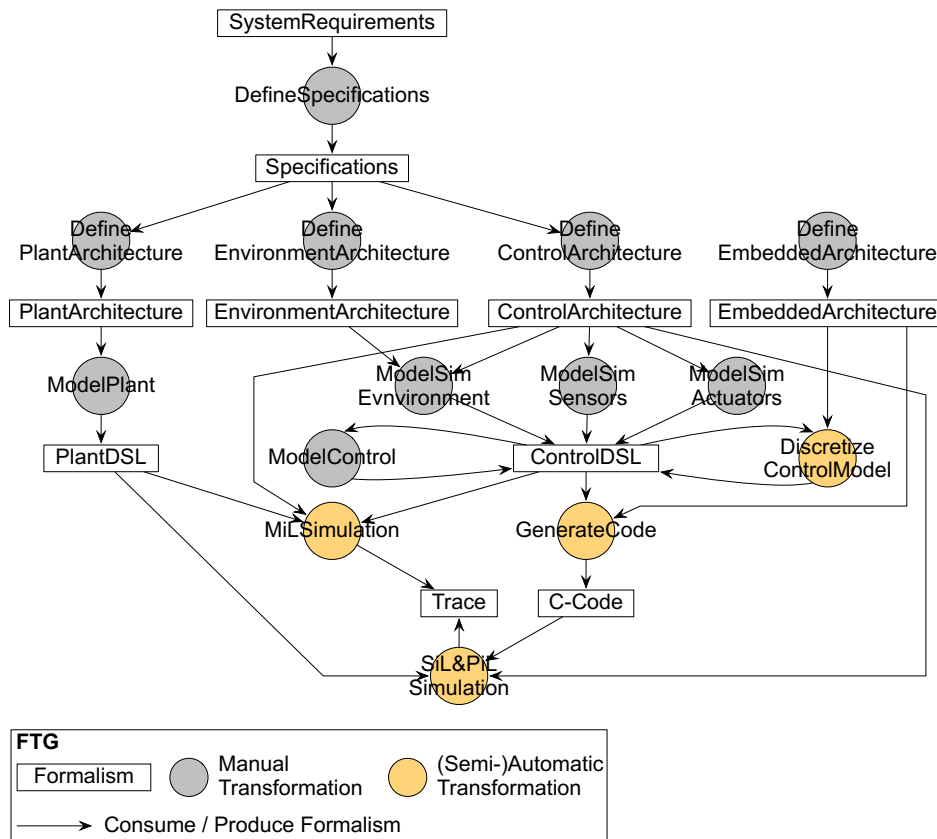 SystemRequirements
DefineSpecifications
Specifications
Define
PlantArchitecture
Define
EnvironmentArchitecture
Define
ControlArchitecture
Define
EmbeddedArchitecture
PlantArchitecture
EnvironmentArchitecture
ControlArchitecture
EmbeddedArchitecture
ModelPlant
ModelSim
Evnvironment
ModelSim
Sensors
ModelSim
Actuators
PlantDSL
ModelControl
ControlDSL
Discretize
ControlModel
MiLSimulation
GenerateCode
Trace
C-Code
SiL&PiL
Simulation
FTG
Formalism
Manual
Transformation
(Semi-)Automatic
Transformation
Consume / Produce Formalism